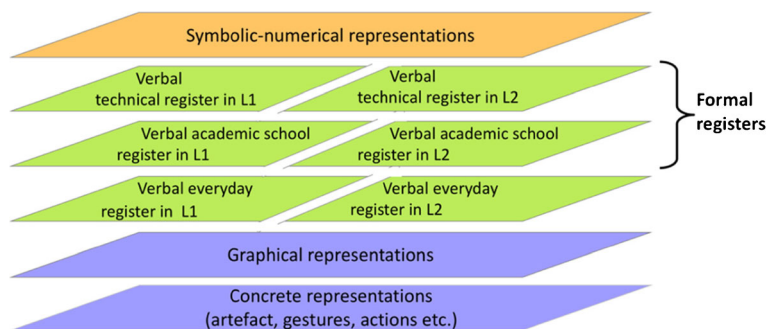 Symbolic-numerical representations
Verbal
technical register in L1
Verbal
technical register in L2
Formal
registers
Verbal academic school
register in L1
Verbal academic school
register in L2
Verbal everyday
register in  L1
Verbal everyday
register in L2
Graphical representations
Concrete representations
(artefact, gestures, actions etc.)